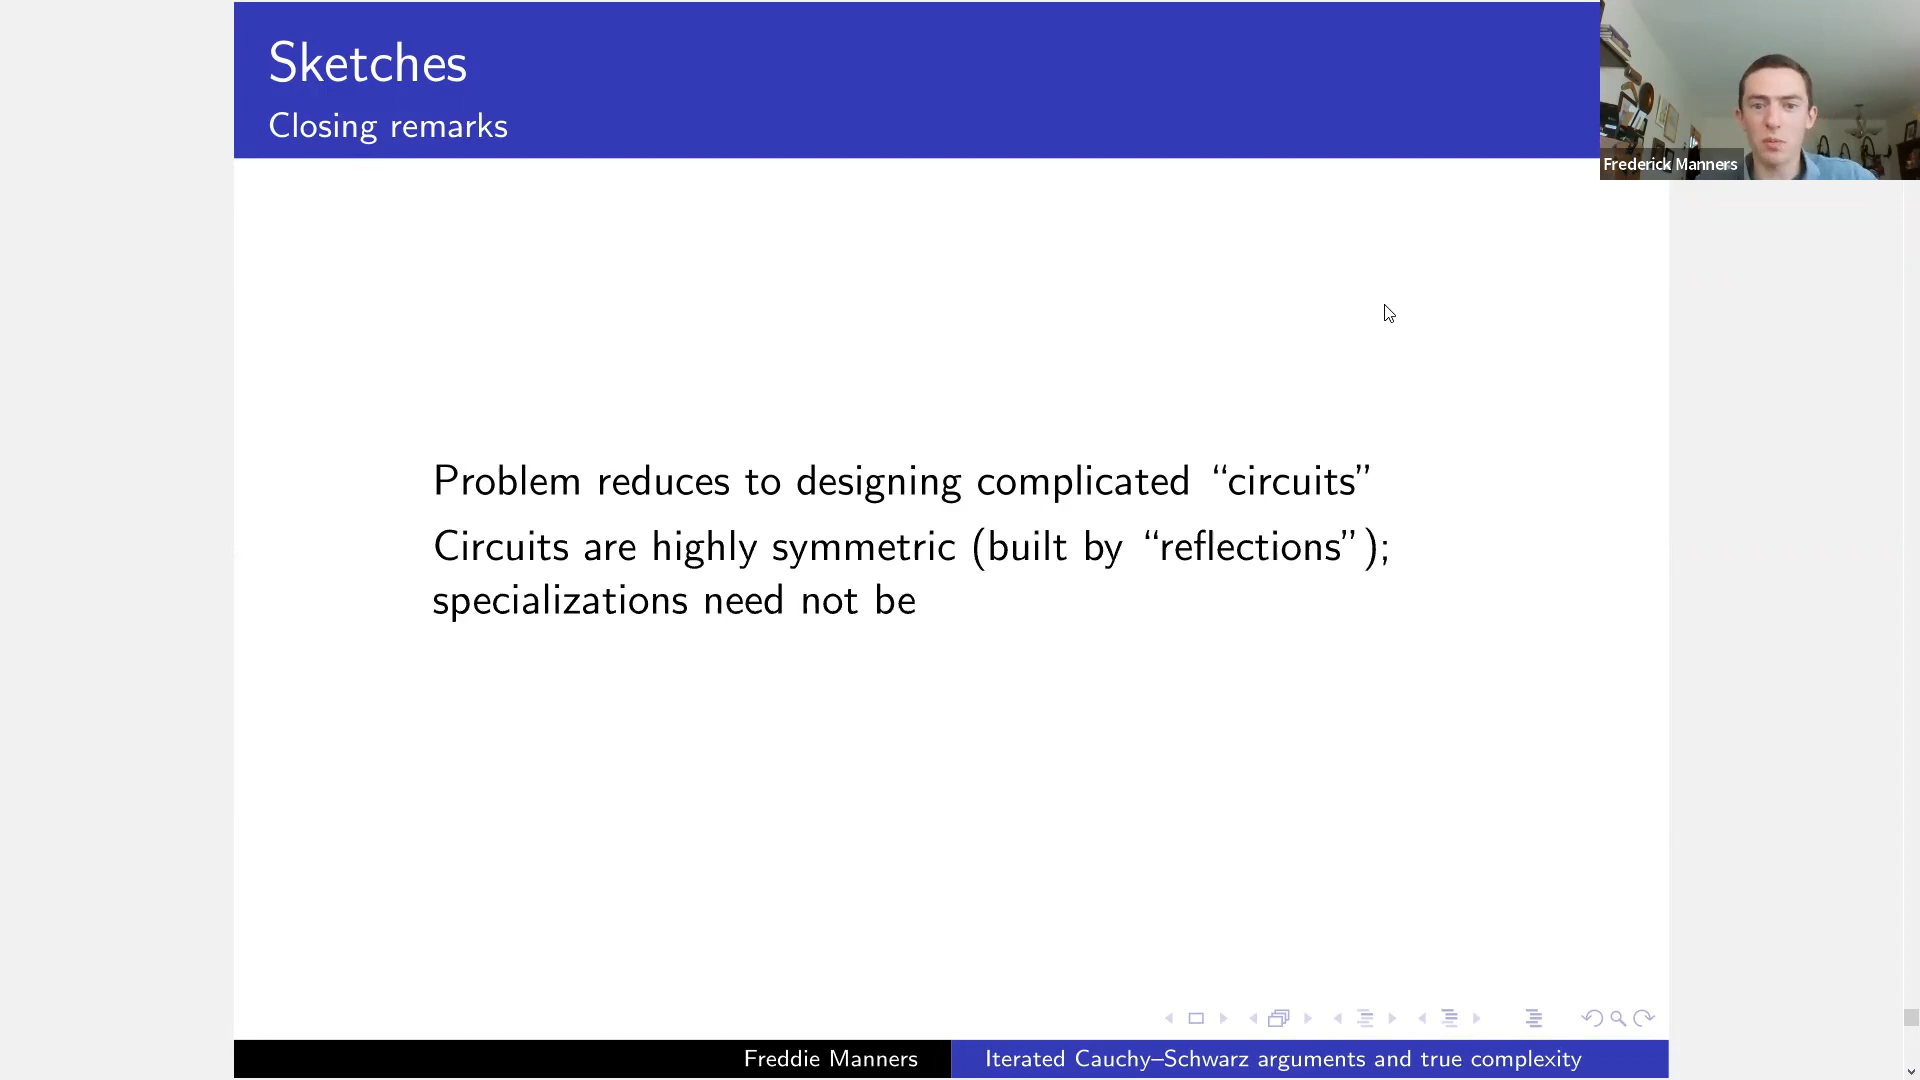 Sketches
Closing remarks
Frederick Manners
Problem reduces to designing complicated “circuits”
Circuits are highly symmetric (built by “reflections”);
specializations need not be
Freddie Manners
Iterated Cauchy–Schwarz arguments and true complexity